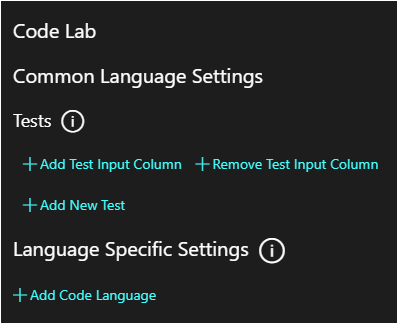 Code Lab
Common Language Settings
Tests
Add Test Input Column Remove Test Input Column
Add New Test
Language Specific Settings
Add Code Language